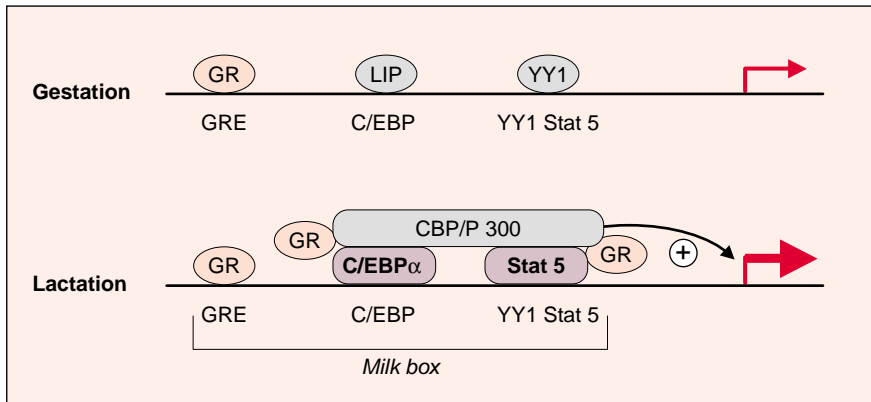 GR LIP YY1
Gestation
GRE C/EBP YY1 Stat 5
CBP/P 300
GR
GR C/EBPα Stat 5 GR +
Lactation
GRE C/EBP YY1 Stat 5
Milk box